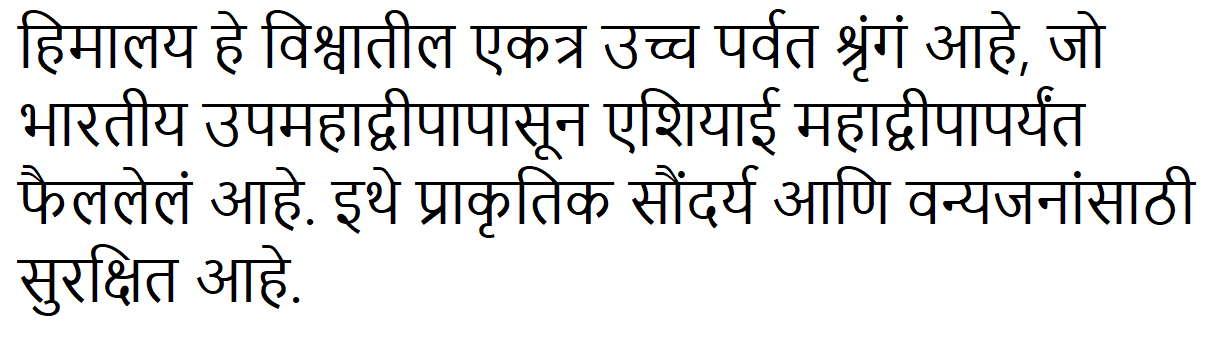 हिमालय हे विश्वातील एकत्र उच्च पर्वत श्रृंगं आहे, जो
भारतीय उपमहाद्वीपापासून एशियाई महाद्वीपापर्यंत
फैललेलं आहे. इथे प्राकृतिक सौंदर्य आणि वन्यजनांसाठी
सुरक्षित आहे.